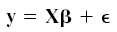 y = Xβ + ϵ